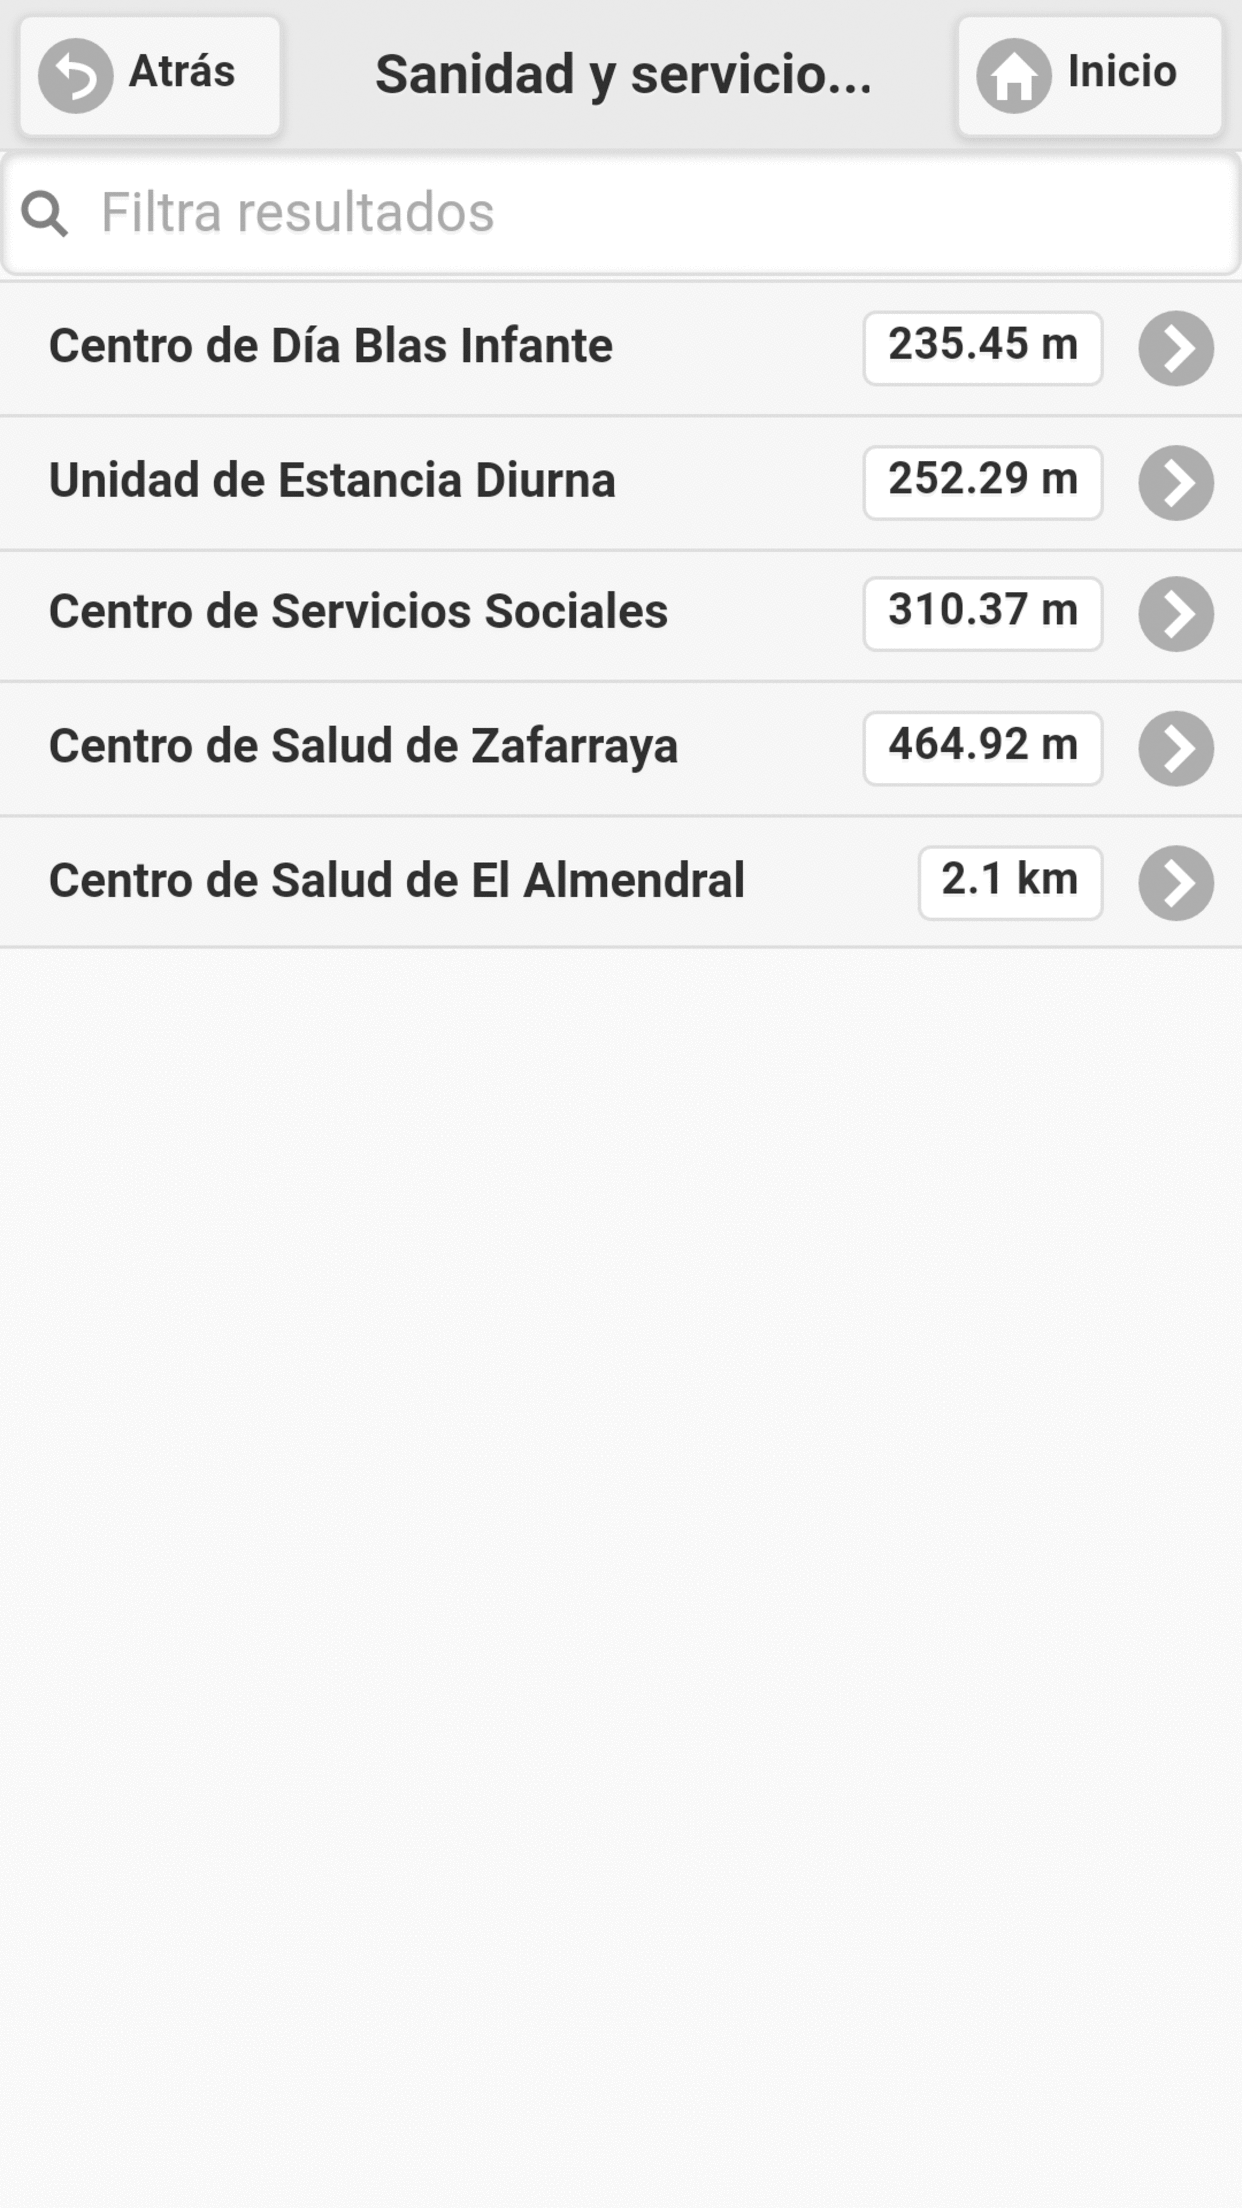 Atrás
Sanidad y servicio...
Inicio
Filtra resultados
Centro de Día Blas Infante
235.45 m
Unidad de Estancia Diurna
252.29 m
Centro de Servicios Sociales
310.37 m
Centro de Salud de Zafarraya
464.92 m
Centro de Salud de El Almendral
2.1 km